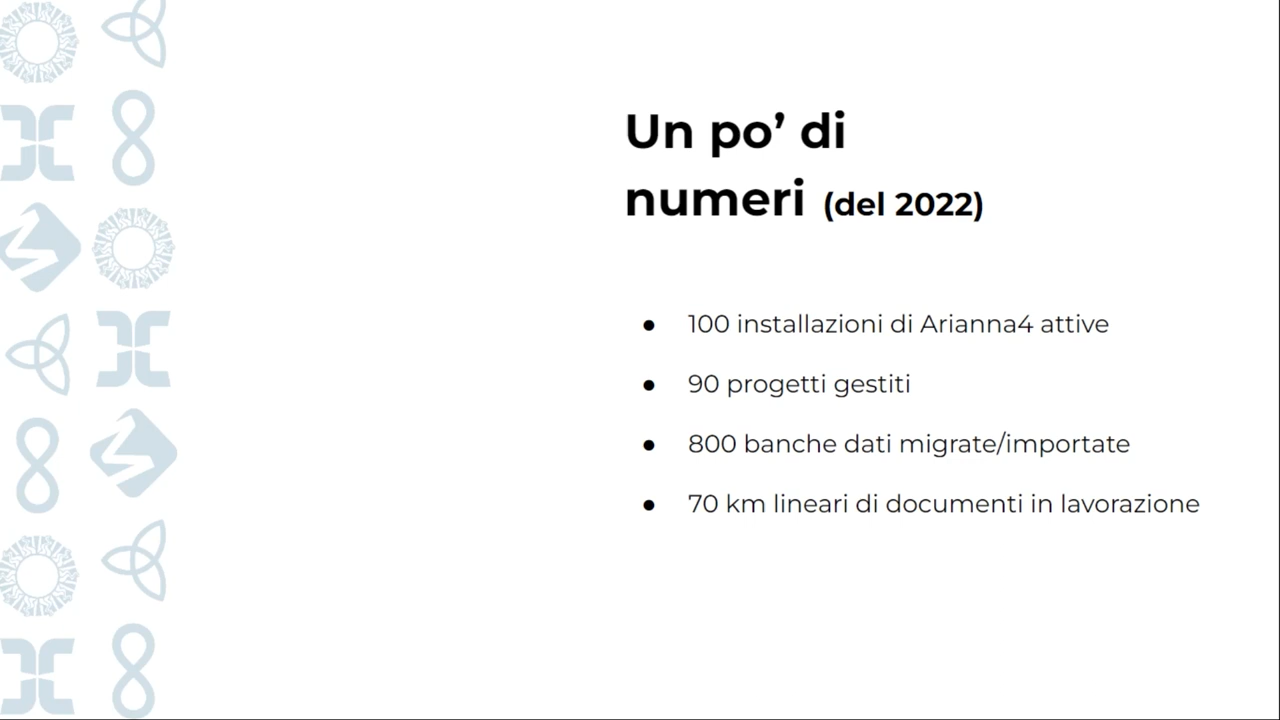 Un po’ di
numeri (del 2022)
● 100 installazioni di Arianna4 attive
● 90 progetti gestiti
● 800 banche dati migrate/importate
● 70 km lineari di documenti in lavorazione